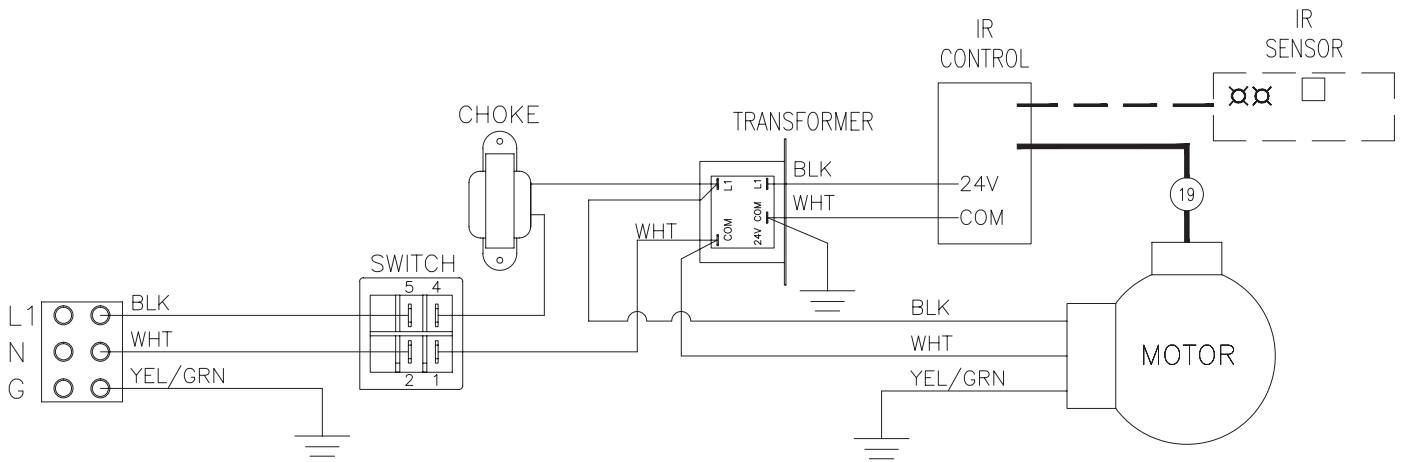 IR
CONTROL
IR
SENSOR
CHOKE
TRANSFORMER
BLK
L1
L1
24V
WHT
COM
24V COM
COM
19
WHT
SWITCH
5 4
BLK
L1
BLK
WHT
N
WHT
MOTOR
2 1
YEL/GRN
G
YEL/GRN